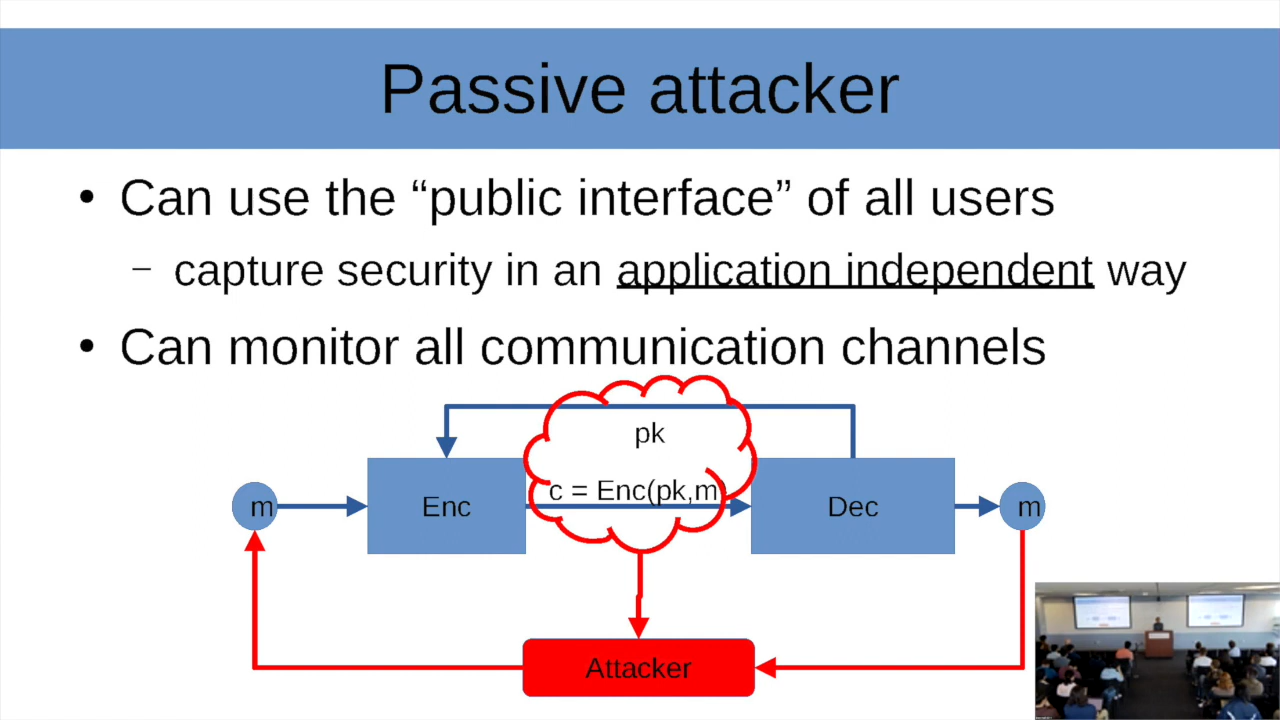 Passive attacker
• Can use the “public interface” of all users
– capture security in an application independent way
• Can monitor all communication channels
pk
c = Enc(pk,m)
m
Enc
Dec
m
Attacker